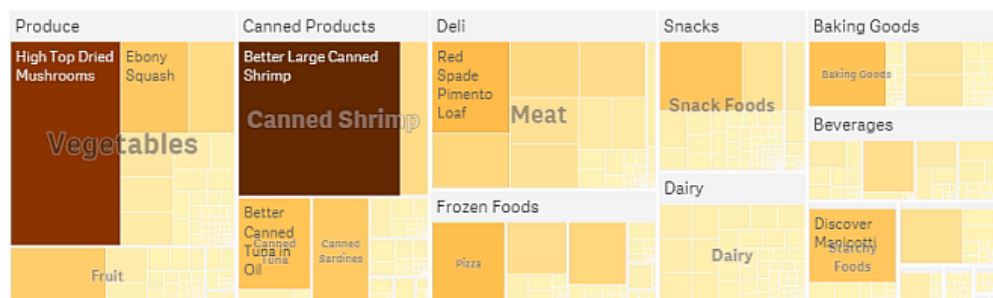 Produce
High Top Dried
Mushrooms
Ebony
Squash
Vegetables
Fruit
Canned Products
Better Large Canned
Shrimp
Canned Shrimp
Better
Canned
Tuna in
Oil
Canned
Tuna
Canned
Sardines
Deli
Red
Spade
Pimento
Loaf
Meat
Frozen Foods
Pizza
Snacks
Snack Foods
Dairy
Dairy
Baking Goods
Baking Goods
Beverages
Discover
Manicotti
Starchy
Foods